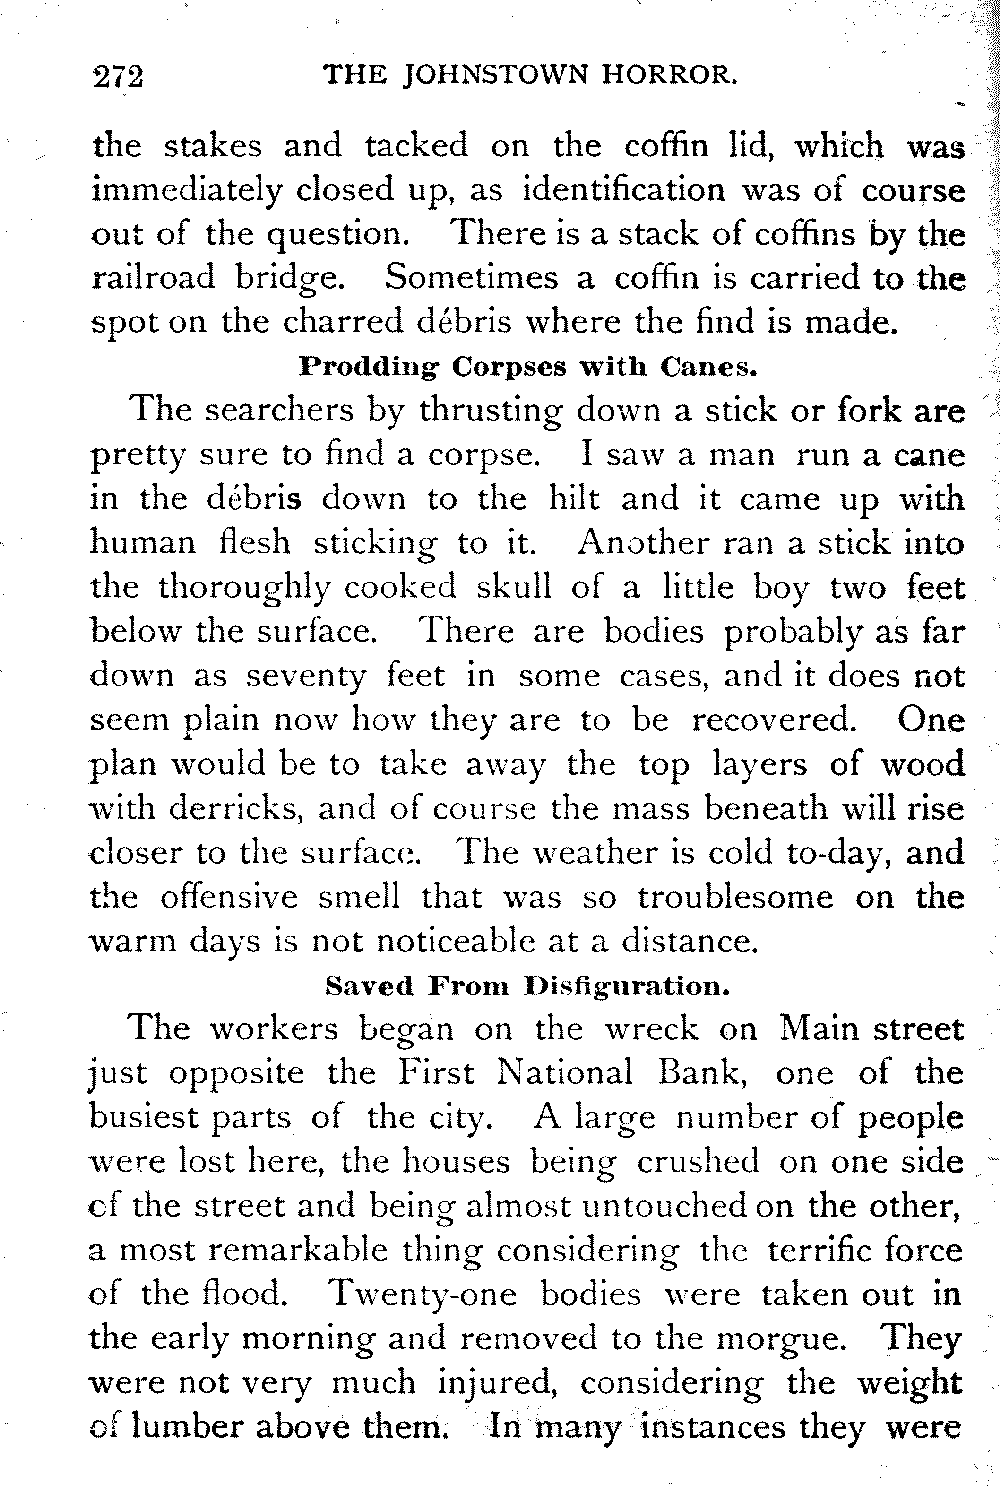 272 THE JOHNSTOWN HORROR.
the stakes and tacked on the coffin lid, which was
immediately closed up, as identification was of course
out of the question. There is a stack of coffins by the
railroad bridge. Sometimes a coffin is carried to the
spot on the charred débris where the find is made.
Prodding Corpses with Canes.
The searchers by thrusting down a stick or fork are
pretty sure to find a corpse. I saw a man run a cane
in the débris down to the hilt and it came up with
human flesh sticking to it. Another ran a stick into
the thoroughly cooked skull of a little boy two feet
below the surface. There are bodies probably as far
down as seventy feet in some cases, and it does not
seem plain now how they are to be recovered. One
plan would be to take away the top layers of wood
with derricks, and of course the mass beneath will rise
closer to the surface. The weather is cold to-day, and
the offensive smell that was so troublesome on the
warm days is not noticeable at a distance.
Saved From Disfiguration.
The workers began on the wreck on Main street
just opposite the First National Bank, one of the
busiest parts of the city. A large number of people
were lost here, the houses being crushed on one side
of the street and being almost untouched on the other,
a most remarkable thing considering the terrific force
of the flood. Twenty-one bodies were taken out in
the early morning and removed to the morgue. They
were not very much injured, considering the weight
of lumber above them. In many instances they were